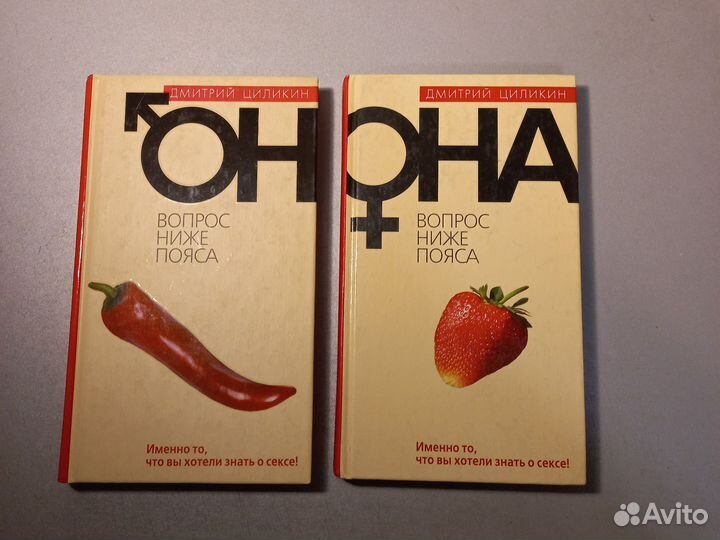 ДМИТРИЙ ЦИЛИКИН
ОН
ВОПРОС
НИЖЕ
ПОЯСА
Именно то,
что вы хотели знать о сексе!
ДМИТРИЙ ЦИЛИКИН
ОНА
ВОПРОС
НИЖЕ
ПОЯСА
Именно то,
что вы хотели знать о сексе!
Avito